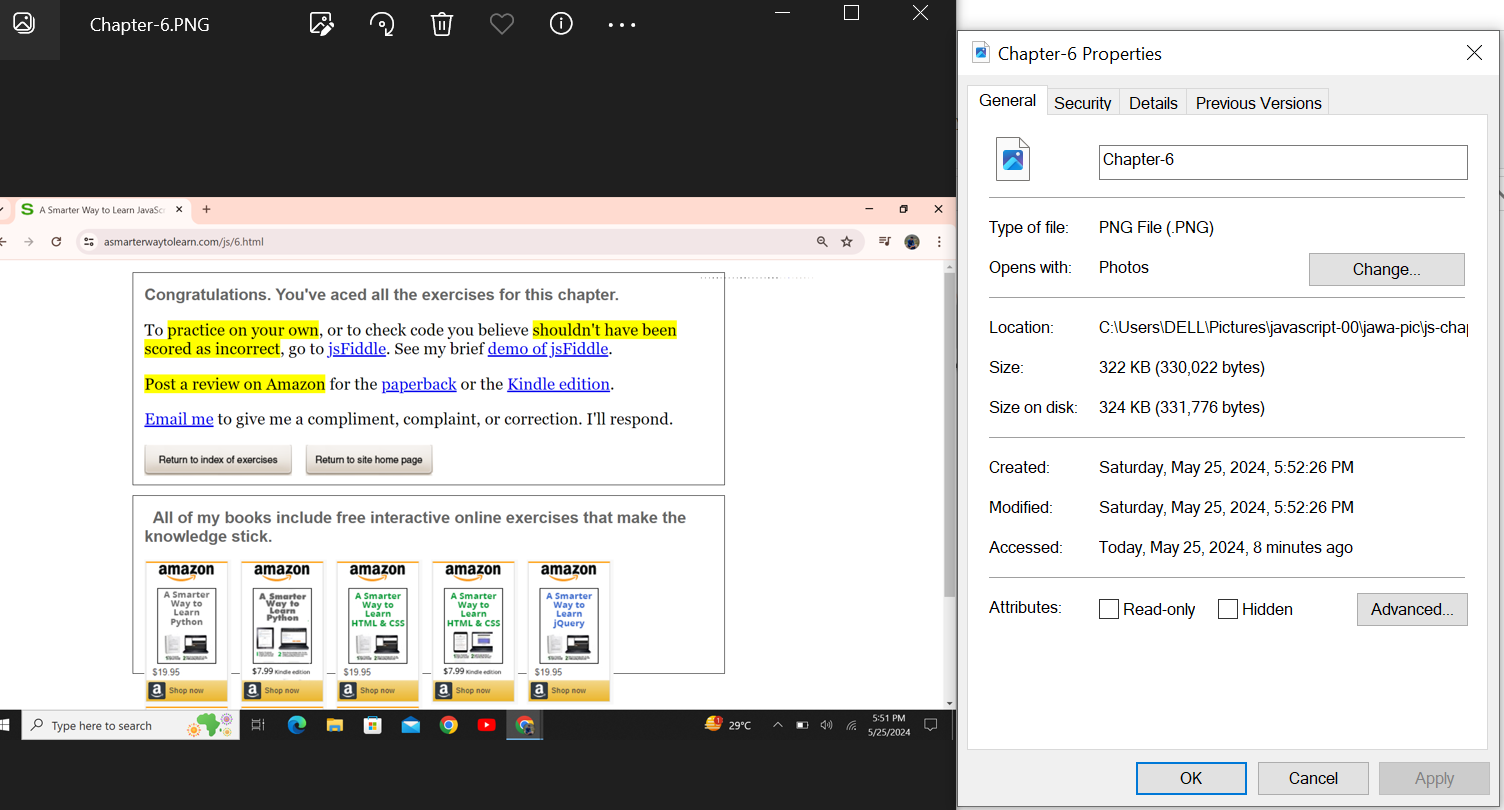 Chapter-6.PNG
A Smarter Way to Learn JavaSc
asmarterwaytolearn.com/js/6.html
Congratulations. You've aced all the exercises for this chapter.
To practice on your own, or to check code you believe shouldn't have been
scored as incorrect, go to jsFiddle. See my brief demo of jsFiddle.
Post a review on Amazon for the paperback or the Kindle edition.
Email me to give me a compliment, complaint, or correction. I'll respond.
Return to index of exercises
Return to site home page
All of my books include free interactive online exercises that make the
knowledge stick.
amazon
A Smarter
Way to
Learn
Python
$19.95
a Shop now
amazon
A Smarter
Way to
Learn
Python
$7.99 Kindle edition
a Shop now
amazon
A Smarter
Way to
Learn
HTML & CSS
$19.95
a Shop now
amazon
A Smarter
Way to
Learn
HTML & CSS
$7.99 Kindle edition
a Shop now
amazon
A Smarter
Way to
Learn
jQuery
$19.95
a Shop now
Type here to search
1
29°C
5:51 PM
5/25/2024
Chapter-6 Properties
General Security Details Previous Versions
Chapter-6
Type of file: PNG File (.PNG)
Opens with: Photos Change...
Location: C:\Users\DELL\Pictures\javascript-00\jawa-pic\js-chap
Size: 322 KB (330,022 bytes)
Size on disk: 324 KB (331,776 bytes)
Created: Saturday, May 25, 2024, 5:52:26 PM
Modified: Saturday, May 25, 2024, 5:52:26 PM
Accessed: Today, May 25, 2024, 8 minutes ago
Attributes: Read-only Hidden Advanced...
OK Cancel Apply